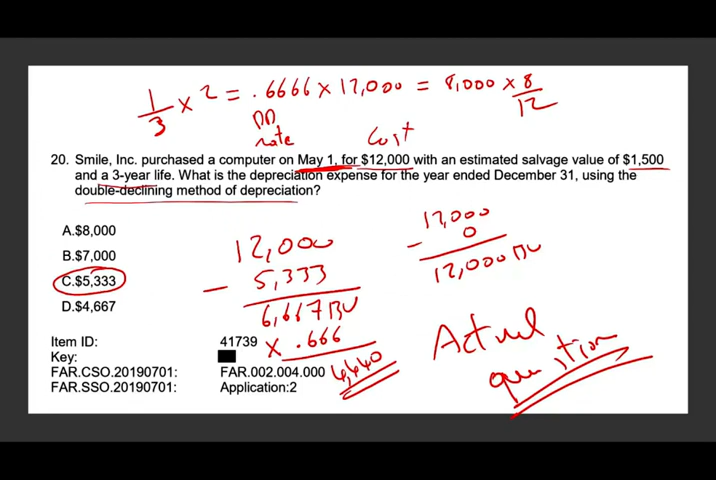 1/3 x 2 = .6666 x 12,000 = 8,000 x 8/12
DD
rate
Cost
20. Smile, Inc. purchased a computer on May 1, for $12,000 with an estimated salvage value of $1,500
and a 3-year life. What is the depreciation expense for the year ended December 31, using the
double-declining method of depreciation?
A.$8,000
B.$7,000
C.$5,333
D.$4,667
12,000
- 5,333
6,667 BV
x .666
4,440
12,000
- 0
12,000 BV
Actual
question
Item ID: 41739
Key:
FAR.CSO.20190701: FAR.002.004.000
FAR.SSO.20190701: Application:2